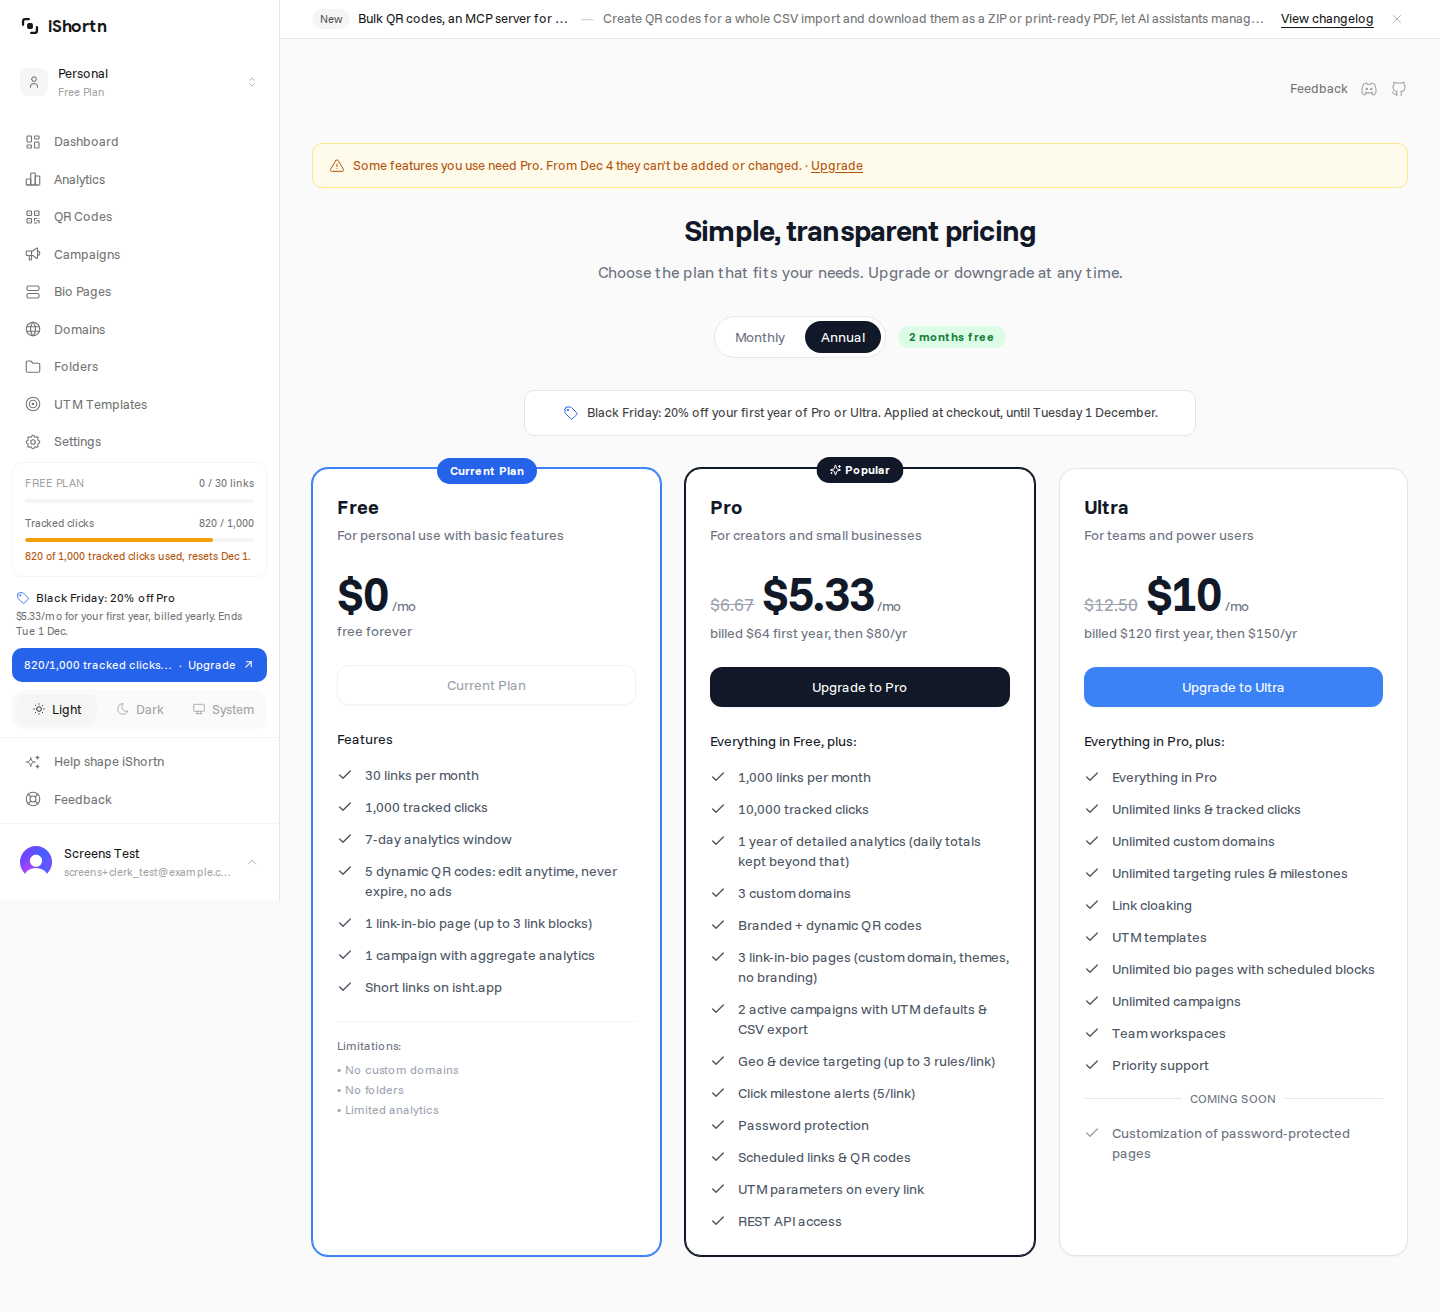 iShortn
Personal
Free Plan
Dashboard
Analytics
QR Codes
Campaigns
Bio Pages
Domains
Folders
UTM Templates
Settings
FREE PLAN 0 / 30 links
Tracked clicks 820 / 1,000
820 of 1,000 tracked clicks used, resets Dec 1.
Black Friday: 20% off Pro
$5.33/mo for your first year, billed yearly. Ends
Tue 1 Dec.
820/1,000 tracked clicks... · Upgrade
Light Dark System
Help shape iShortn
Feedback
Screens Test
screens+clerk_test@example.c...
New Bulk QR codes, an MCP server for ... — Create QR codes for a whole CSV import and download them as a ZIP or print-ready PDF, let AI assistants manag... View changelog
Feedback
Some features you use need Pro. From Dec 4 they can't be added or changed. · Upgrade
Simple, transparent pricing
Choose the plan that fits your needs. Upgrade or downgrade at any time.
Monthly Annual 2 months free
Black Friday: 20% off your first year of Pro or Ultra. Applied at checkout, until Tuesday 1 December.
Current Plan
Free
For personal use with basic features
$0 /mo
free forever
Current Plan
Features
30 links per month
1,000 tracked clicks
7-day analytics window
5 dynamic QR codes: edit anytime, never
expire, no ads
1 link-in-bio page (up to 3 link blocks)
1 campaign with aggregate analytics
Short links on isht.app
Limitations:
• No custom domains
• No folders
• Limited analytics
Popular
Pro
For creators and small businesses
$6.67 $5.33 /mo
billed $64 first year, then $80/yr
Upgrade to Pro
Everything in Free, plus:
1,000 links per month
10,000 tracked clicks
1 year of detailed analytics (daily totals
kept beyond that)
3 custom domains
Branded + dynamic QR codes
3 link-in-bio pages (custom domain, themes,
no branding)
2 active campaigns with UTM defaults &
CSV export
Geo & device targeting (up to 3 rules/link)
Click milestone alerts (5/link)
Password protection
Scheduled links & QR codes
UTM parameters on every link
REST API access
Ultra
For teams and power users
$12.50 $10 /mo
billed $120 first year, then $150/yr
Upgrade to Ultra
Everything in Pro, plus:
Everything in Pro
Unlimited links & tracked clicks
Unlimited custom domains
Unlimited targeting rules & milestones
Link cloaking
UTM templates
Unlimited bio pages with scheduled blocks
Unlimited campaigns
Team workspaces
Priority support
COMING SOON
Customization of password-protected
pages